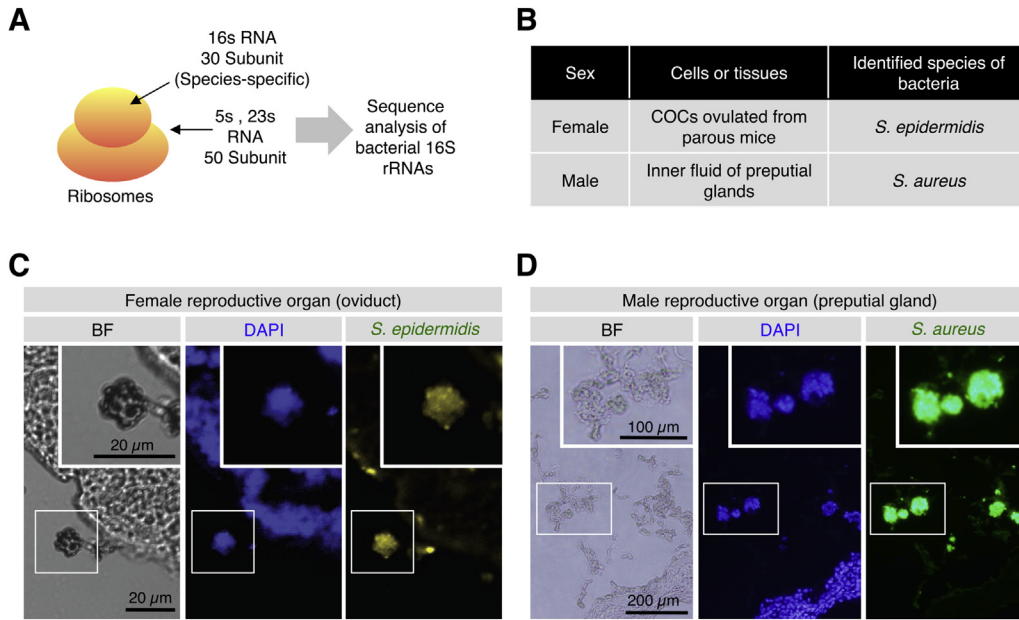 A
16s RNA
30 Subunit
(Species-specific)
5s , 23s
RNA
50 Subunit
Ribosomes
Sequence
analysis of
bacterial 16S
rRNAs
B
Sex
Cells or tissues
Identified species of
bacteria
Female
COCs ovulated from
parous mice
S. epidermidis
Male
Inner fluid of preputial
glands
S. aureus
C
Female reproductive organ (oviduct)
BF
DAPI
S. epidermidis
20 µm
20 µm
D
Male reproductive organ (preputial gland)
BF
DAPI
S. aureus
100 µm
200 µm